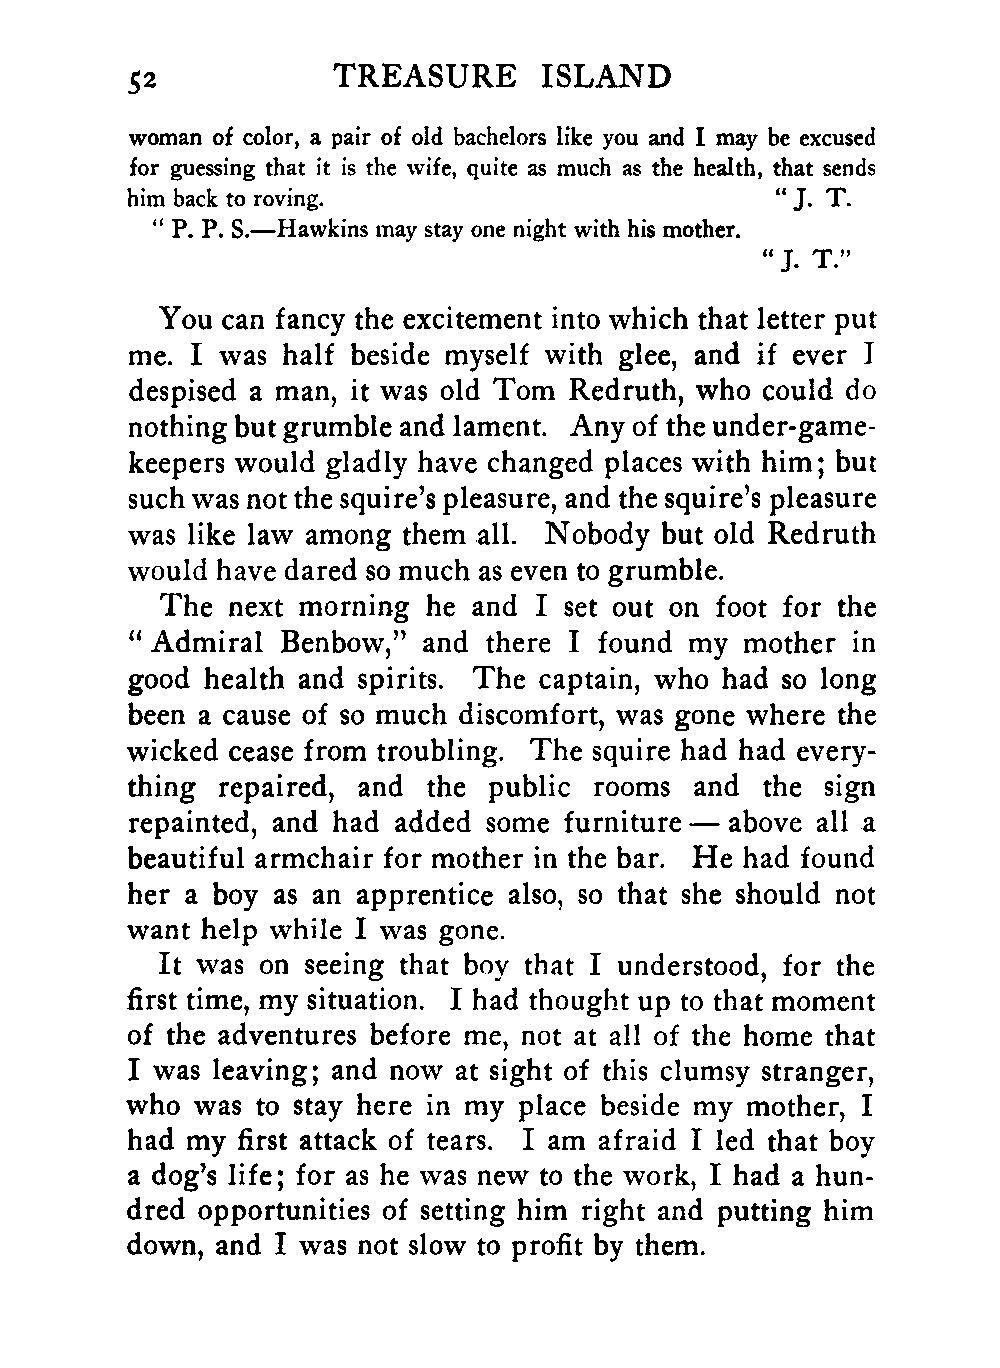 52 TREASURE ISLAND
woman of color, a pair of old bachelors like you and I may be excused
for guessing that it is the wife, quite as much as the health, that sends
him back to roving. “ J. T.
“ P. P. S.—Hawkins may stay one night with his mother.
“ J. T.”
You can fancy the excitement into which that letter put
me. I was half beside myself with glee, and if ever I
despised a man, it was old Tom Redruth, who could do
nothing but grumble and lament. Any of the under-game-
keepers would gladly have changed places with him; but
such was not the squire’s pleasure, and the squire’s pleasure
was like law among them all. Nobody but old Redruth
would have dared so much as even to grumble.
The next morning he and I set out on foot for the
“ Admiral Benbow,” and there I found my mother in
good health and spirits. The captain, who had so long
been a cause of so much discomfort, was gone where the
wicked cease from troubling. The squire had had every-
thing repaired, and the public rooms and the sign
repainted, and had added some furniture — above all a
beautiful armchair for mother in the bar. He had found
her a boy as an apprentice also, so that she should not
want help while I was gone.
It was on seeing that boy that I understood, for the
first time, my situation. I had thought up to that moment
of the adventures before me, not at all of the home that
I was leaving; and now at sight of this clumsy stranger,
who was to stay here in my place beside my mother, I
had my first attack of tears. I am afraid I led that boy
a dog’s life; for as he was new to the work, I had a hun-
dred opportunities of setting him right and putting him
down, and I was not slow to profit by them.